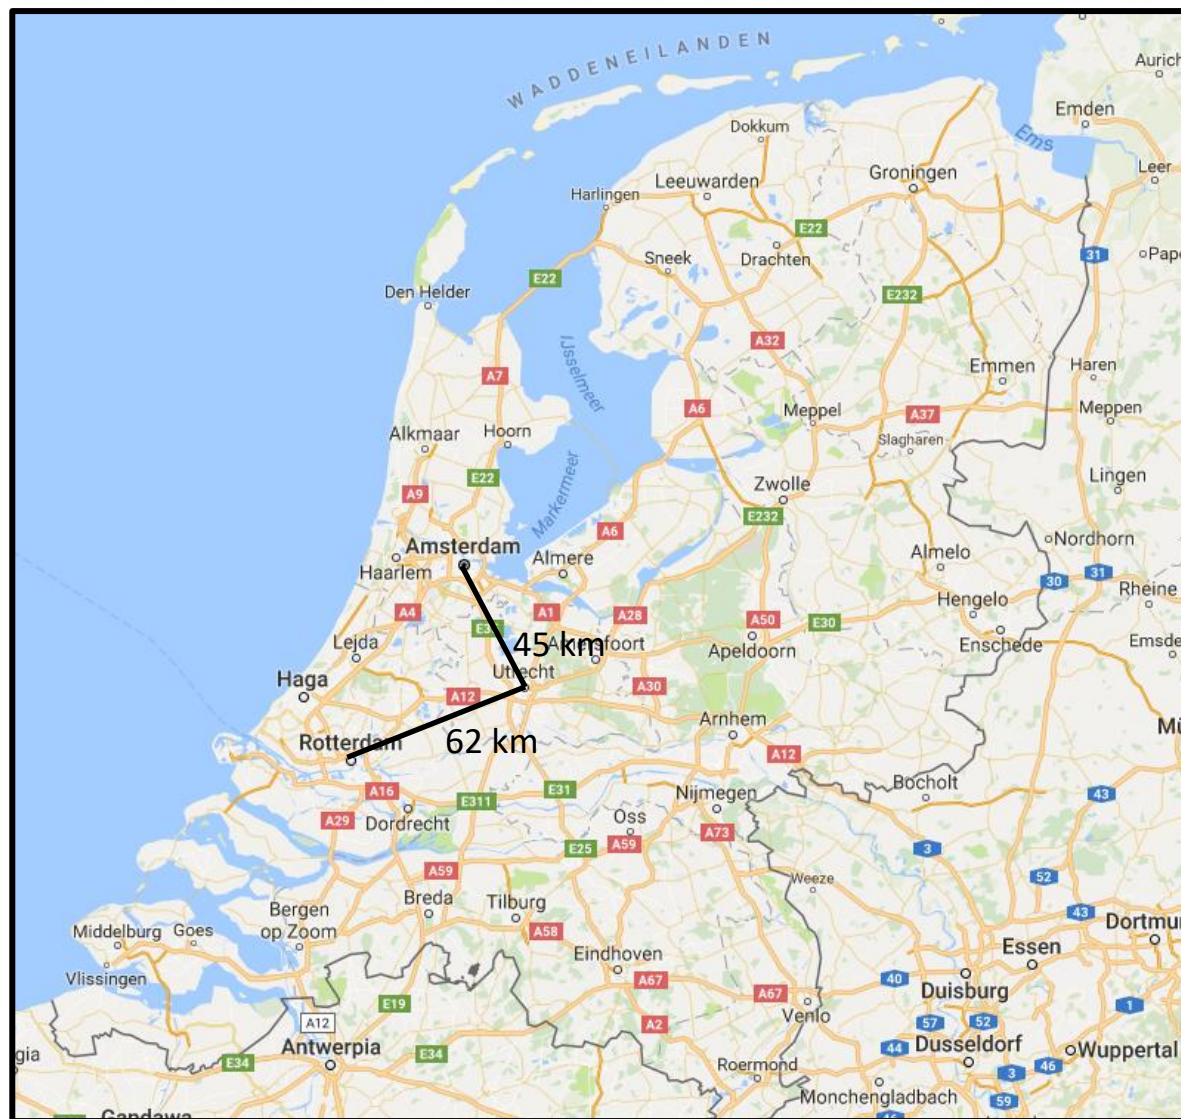 WADDENEILANDEN
Aurich
Emden
Dokkum
Ems
Leer
Groningen
Leeuwarden
Harlingen
E22
Drachten
Sneek
31
Pape
E22
Den Helder
E232
IJsselmeer
A32
Emmen
Haren
A7
A6
Meppel
A37
Meppen
Alkmaar
Hoorn
Slagharen
E22
Markermeer
Zwolle
Lingen
A9
E232
A6
Nordhorn
Amsterdam
Almere
Almelo
Haarlem
31
30
Rheine
A4
A1
A28
A50
E30
Hengelo
Enschede
Emsde
Lejda
45 km
Amersfoort
Apeldoorn
Utrecht
Haga
A12
A30
Arnhem
Rotterdam
62 km
A12
Mü
Bocholt
A16
E311
E31
Nijmegen
43
Dordrecht
A29
Oss
A59
A73
E25
3
A59
52
Weeze
Breda
Tilburg
Bergen
op Zoom
43
Dortmu
Middelburg
Goes
A58
Eindhoven
Essen
Vlissingen
A67
A67
40
Duisburg
E19
Venlo
1
A12
A2
57
52
Antwerpia
E34
44
Dusseldorf
Wuppertal
gia
E34
Roermond
3
46
Monchengladbach
59
Gandawa